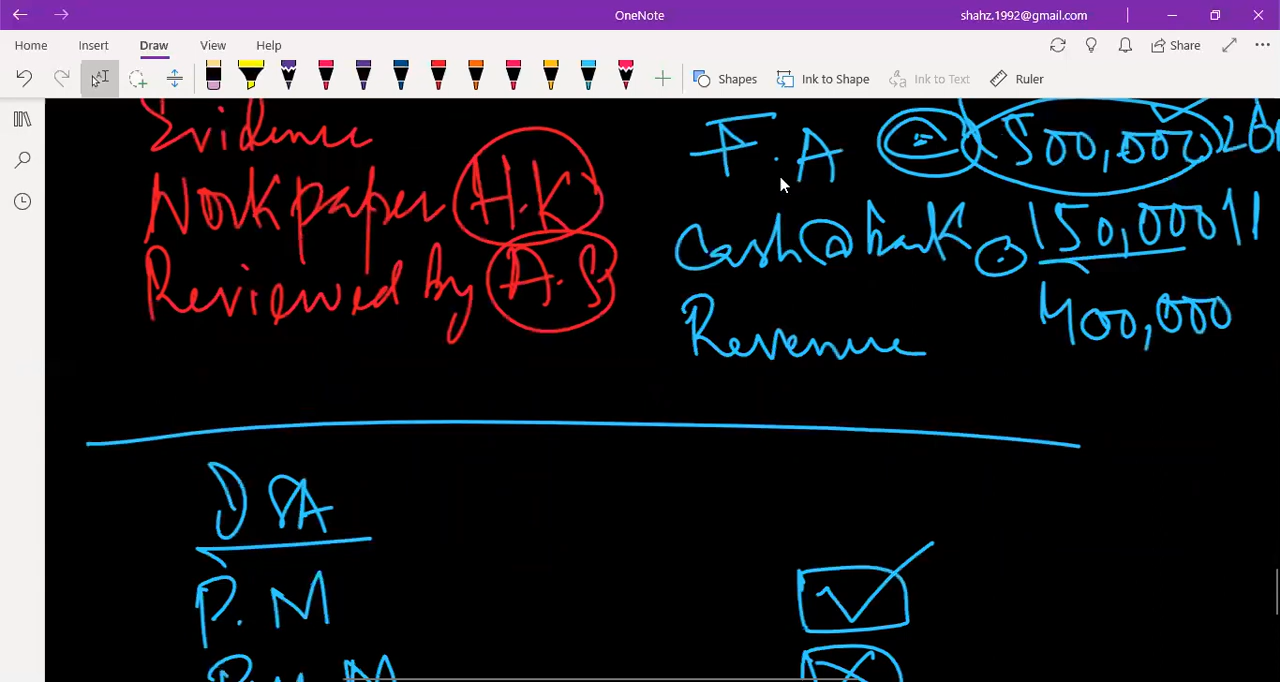 OneNote
shahz.1992@gmail.com
Home Insert Draw View Help
Share
Shapes Ink to Shape Ink to Text Ruler
Evidence
Workpaper H.K
Reviewed by A.S
F.A 500,000
Cash @ bank 150,000
Revenue 400,000
P.M